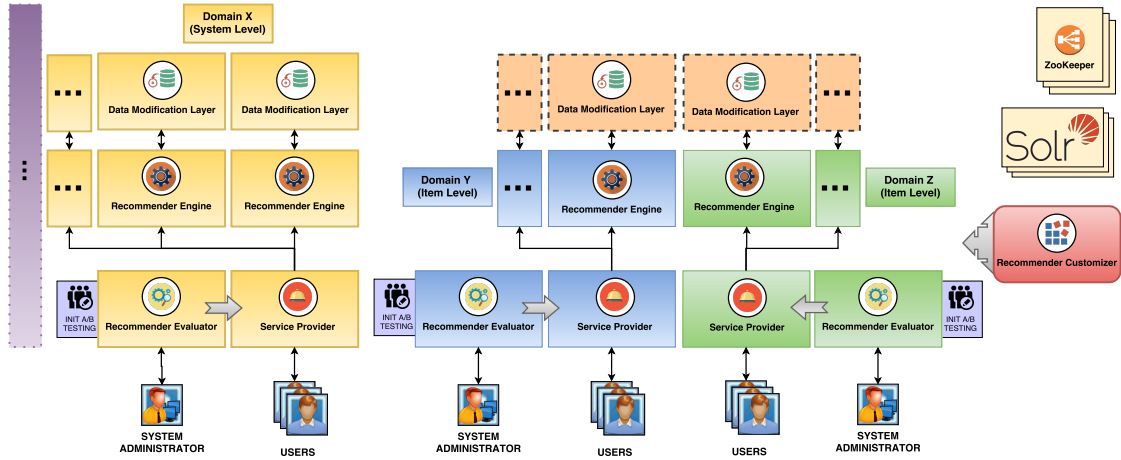 Domain X
(System Level)
ZooKeeper
...
Data Modification Layer
Data Modification Layer
...
Data Modification Layer
Data Modification Layer
...
Solr
...
...
Recommender Engine
Recommender Engine
Domain Y
(Item Level)
...
Recommender Engine
Recommender Engine
...
Domain Z
(Item Level)
Recommender Customizer
INIT A/B
TESTING
Recommender Evaluator
Service Provider
INIT A/B
TESTING
Recommender Evaluator
Service Provider
Service Provider
Recommender Evaluator
INIT A/B
TESTING
SYSTEM
ADMINISTRATOR
USERS
SYSTEM
ADMINISTRATOR
USERS
USERS
SYSTEM
ADMINISTRATOR